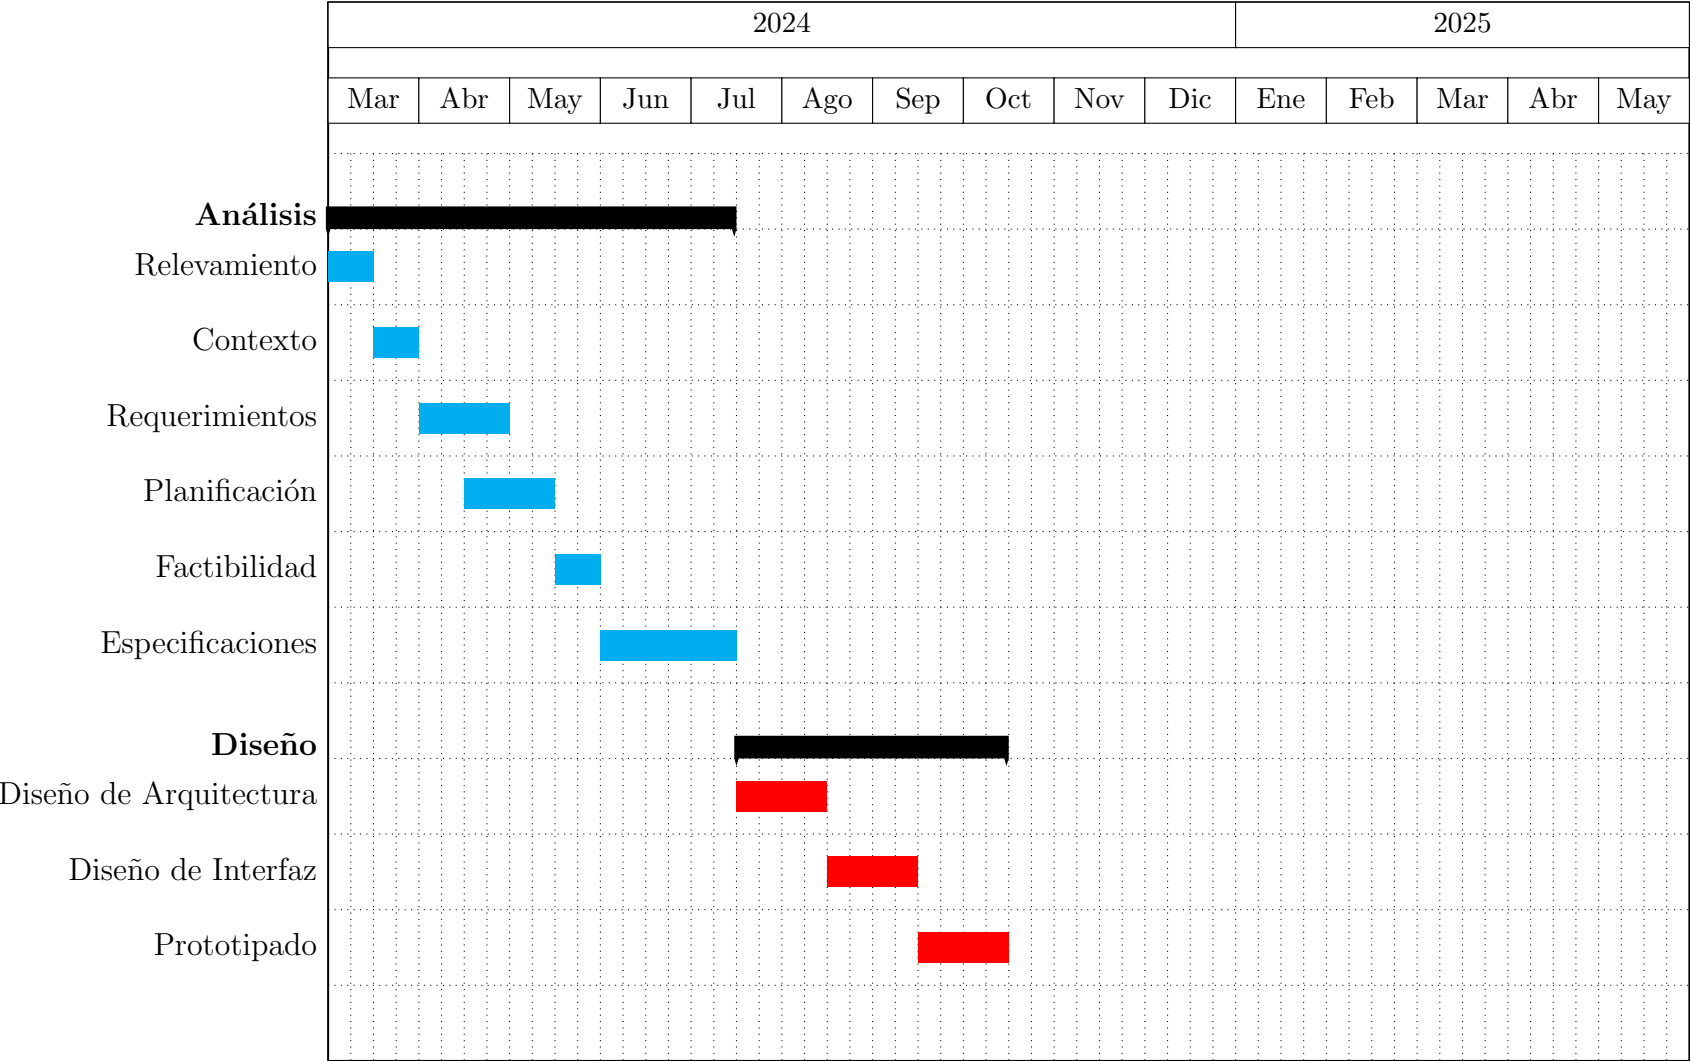 2024 2025
Mar Abr May Jun Jul Ago Sep Oct Nov Dic Ene Feb Mar Abr May
Análisis
Relevamiento
Contexto
Requerimientos
Planificación
Factibilidad
Especificaciones
Diseño
Diseño de Arquitectura
Diseño de Interfaz
Prototipado